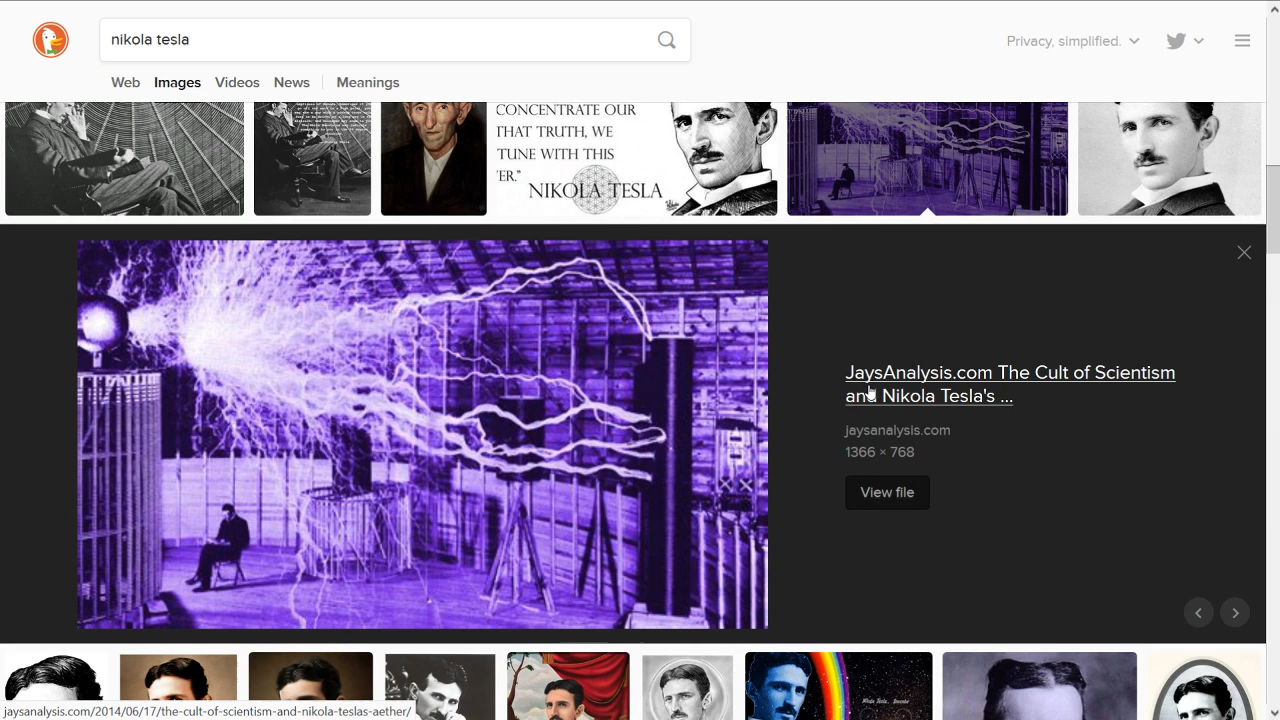 nikola tesla
Privacy, simplified.
Web Images Videos News Meanings
CONCENTRATE OUR
THAT TRUTH, WE
TUNE WITH THIS
'ER.”
NIKOLA TESLA
JaysAnalysis.com The Cult of Scientism
and Nikola Tesla's ...
jaysanalysis.com
1366 × 768
View file
jaysanalysis.com/2014/06/17/the-cult-of-scientism-and-nikola-teslas-aether/